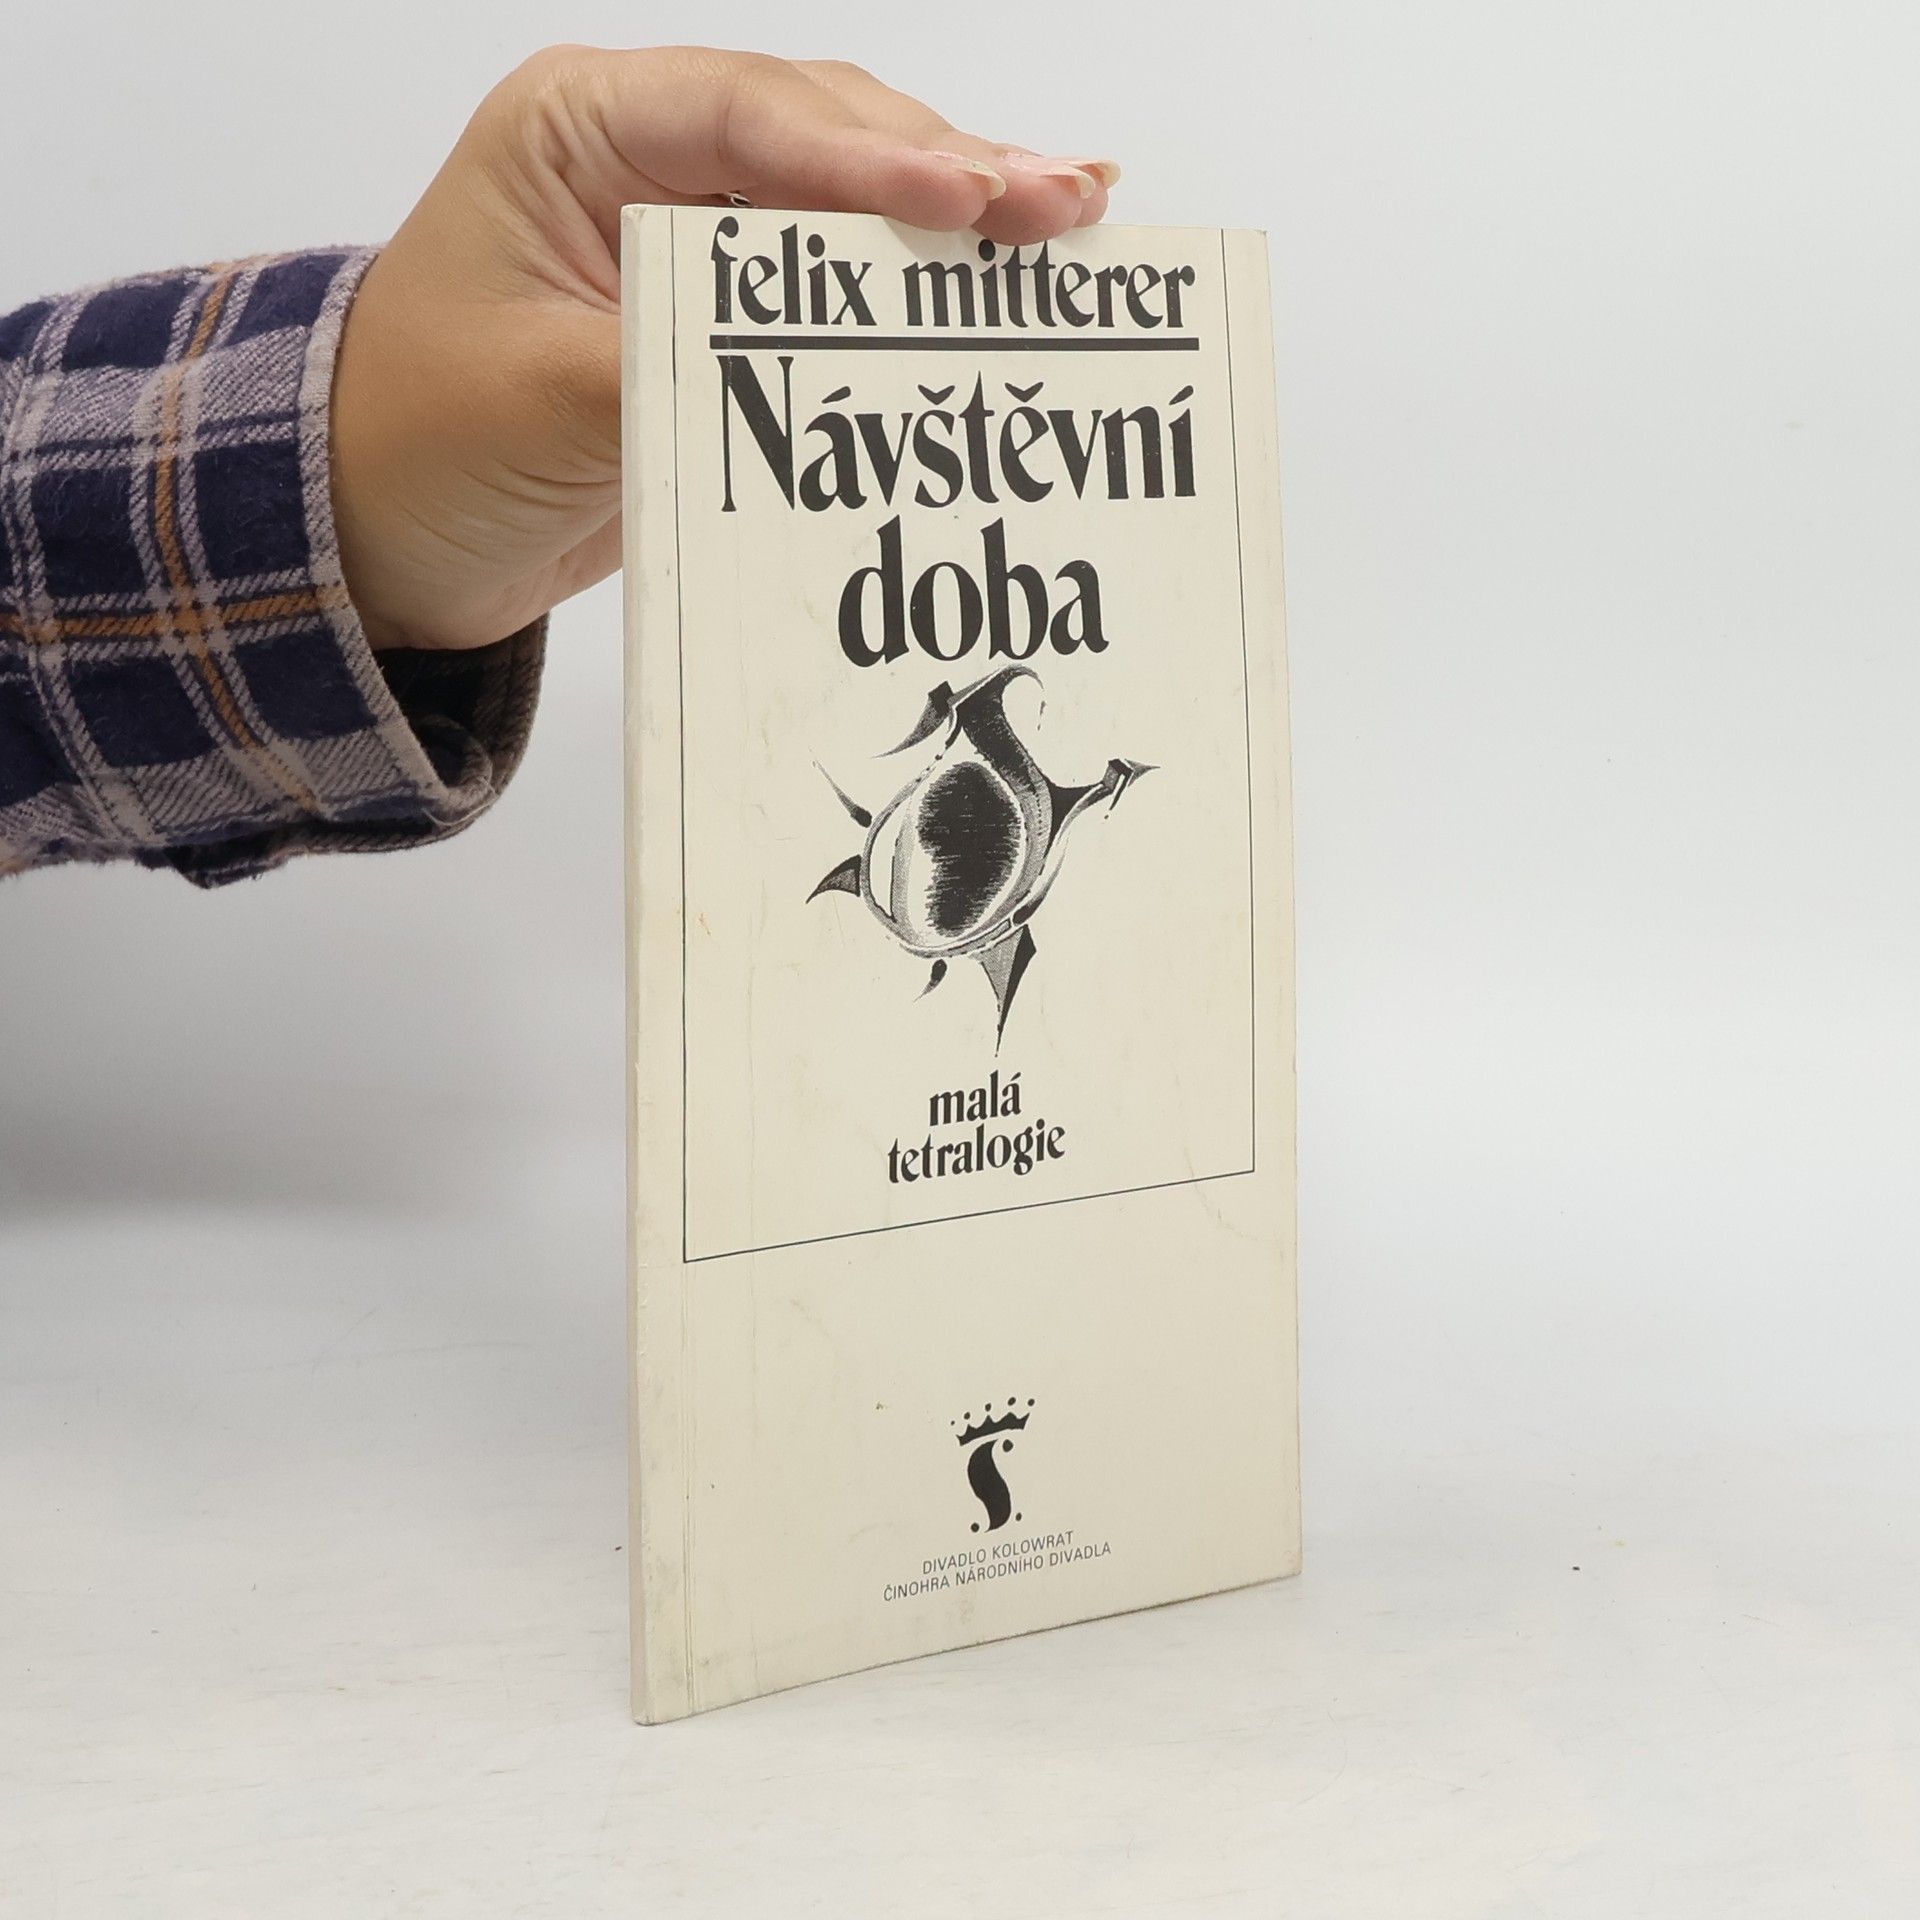 felix mitterer
Návštěvní
doba
malá
tetralogie
S.
DIVADLO KOLOWRAT
ČINOHRA NÁRODNÍHO DIVADLA